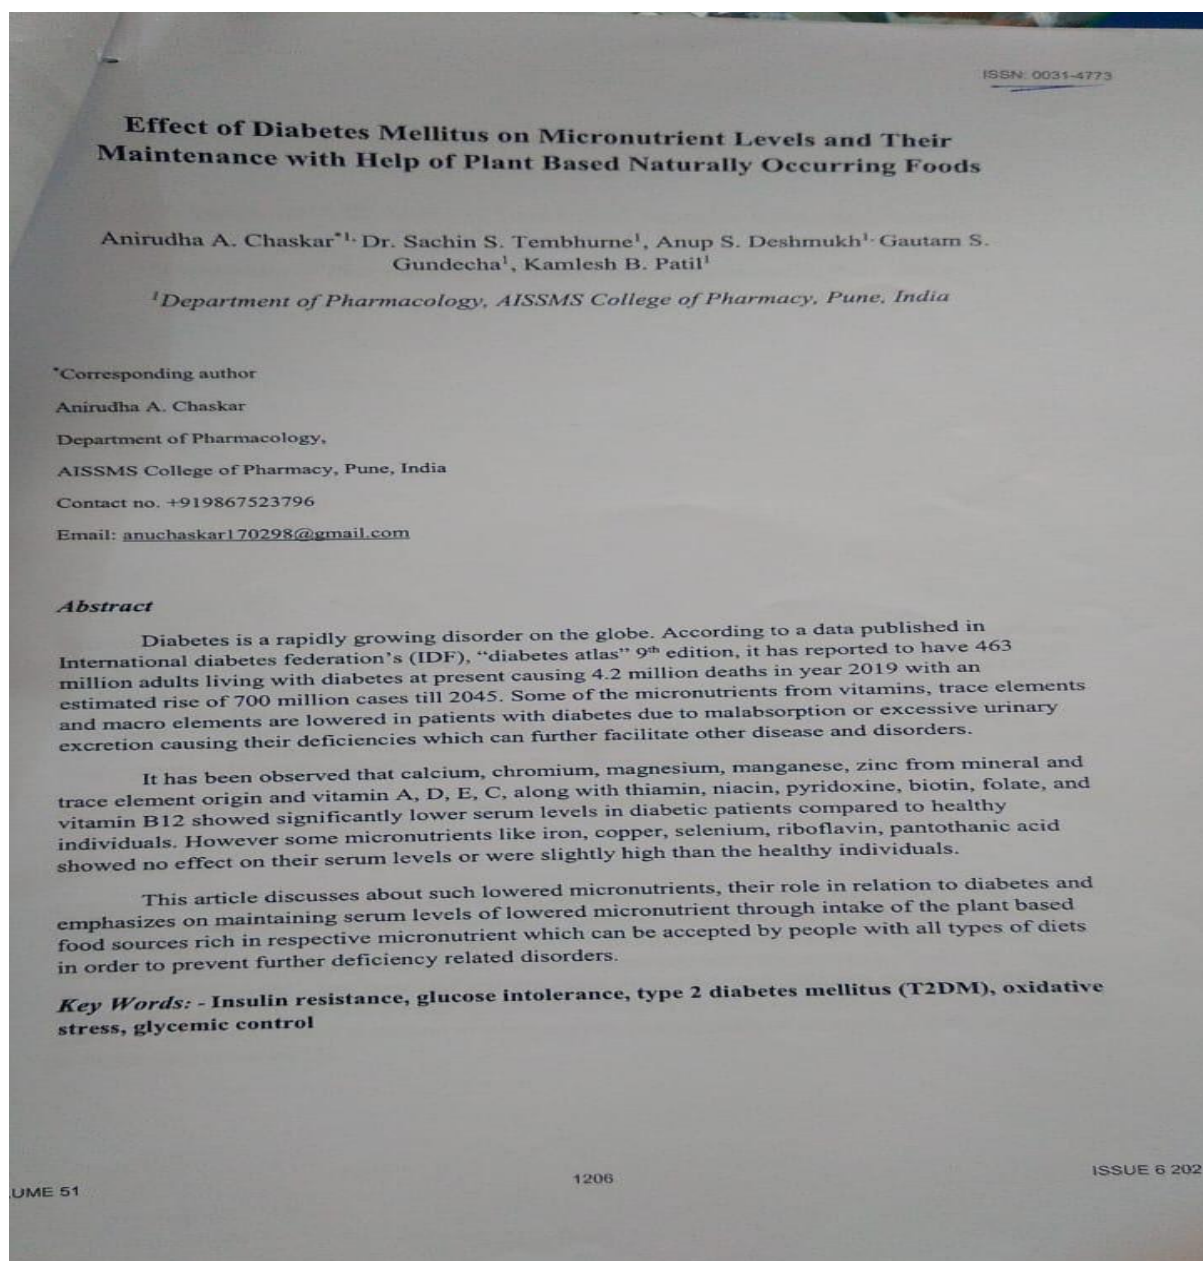 ISSN: 0031-4773
Effect of Diabetes Mellitus on Micronutrient Levels and Their
Maintenance with Help of Plant Based Naturally Occurring Foods
Anirudha A. Chaskar*1, Dr. Sachin S. Tembhurne1, Anup S. Deshmukh1, Gautam S.
Gundecha1, Kamlesh B. Patil1
1Department of Pharmacology, AISSMS College of Pharmacy, Pune, India
*Corresponding author
Anirudha A. Chaskar
Department of Pharmacology,
AISSMS College of Pharmacy, Pune, India
Contact no. +919867523796
Email: anuchaskar170298@gmail.com
Abstract
Diabetes is a rapidly growing disorder on the globe. According to a data published in
International diabetes federation's (IDF), "diabetes atlas" 9th edition, it has reported to have 463
million adults living with diabetes at present causing 4.2 million deaths in year 2019 with an
estimated rise of 700 million cases till 2045. Some of the micronutrients from vitamins, trace elements
and macro elements are lowered in patients with diabetes due to malabsorption or excessive urinary
excretion causing their deficiencies which can further facilitate other disease and disorders.
It has been observed that calcium, chromium, magnesium, manganese, zinc from mineral and
trace element origin and vitamin A, D, E, C, along with thiamin, niacin, pyridoxine, biotin, folate, and
vitamin B12 showed significantly lower serum levels in diabetic patients compared to healthy
individuals. However some micronutrients like iron, copper, selenium, riboflavin, pantothanic acid
showed no effect on their serum levels or were slightly high than the healthy individuals.
This article discusses about such lowered micronutrients, their role in relation to diabetes and
emphasizes on maintaining serum levels of lowered micronutrient through intake of the plant based
food sources rich in respective micronutrient which can be accepted by people with all types of diets
in order to prevent further deficiency related disorders.
Key Words: - Insulin resistance, glucose intolerance, type 2 diabetes mellitus (T2DM), oxidative
stress, glycemic control
UME 51
1206
ISSUE 6 202